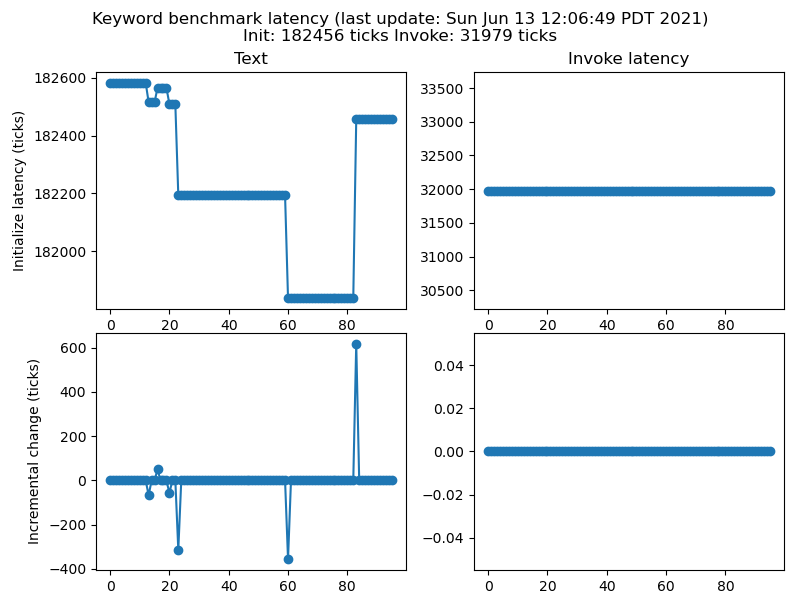 Keyword benchmark latency (last update: Sun Jun 13 12:06:49 PDT 2021)
Init: 182456 ticks Invoke: 31979 ticks
Text
Initialize latency (ticks)
182600
182400
182200
182000
0 20 40 60 80
Invoke latency
33500
33000
32500
32000
31500
31000
30500
0 20 40 60 80
Incremental change (ticks)
600
400
200
0
−200
−400
0 20 40 60 80
0.04
0.02
0.00
−0.02
−0.04
0 20 40 60 80